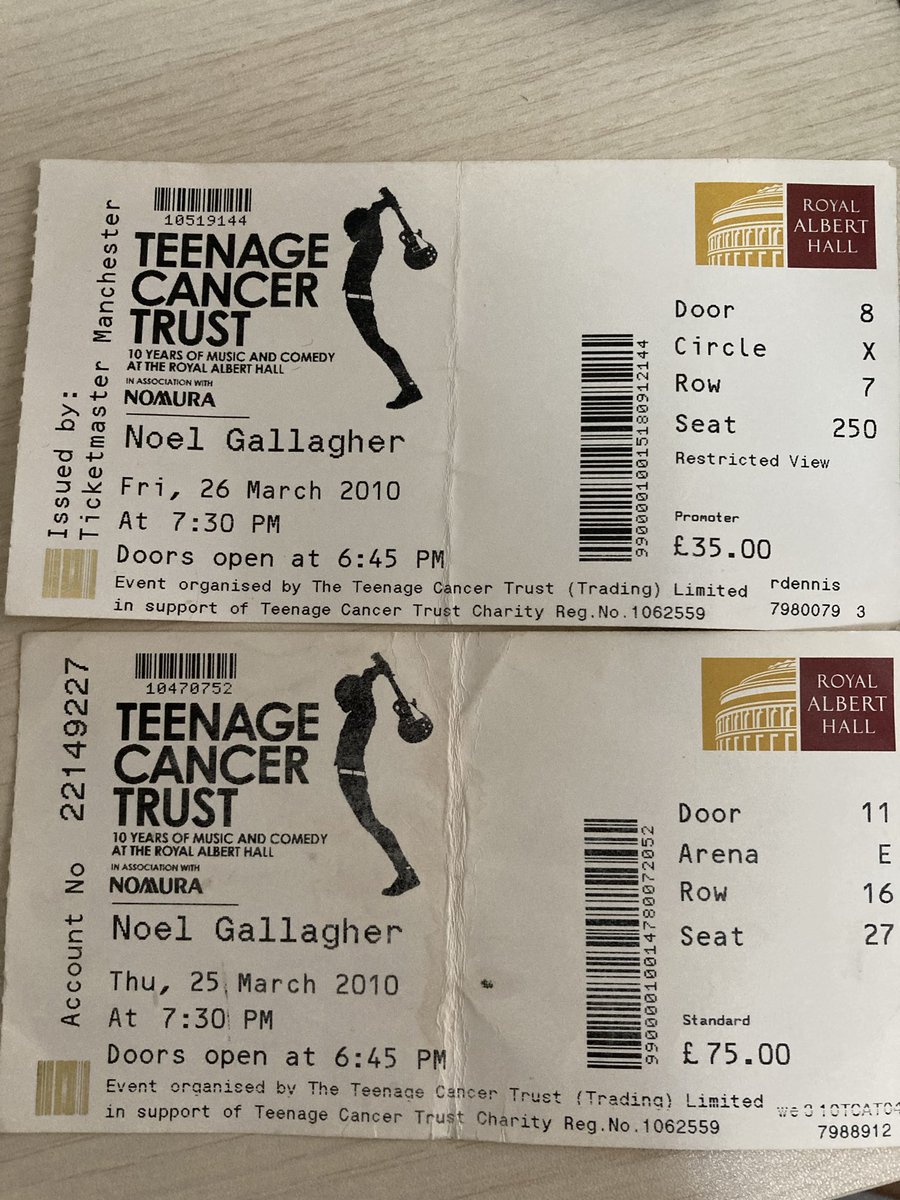 Issued by:
Ticketmaster Manchester
10519144
TEENAGE
CANCER
TRUST
10 YEARS OF MUSIC AND COMEDY
AT THE ROYAL ALBERT HALL
IN ASSOCIATION WITH
NOMURA
Noel Gallagher
Fri, 26 March 2010
At 7:30 PM
Doors open at 6:45 PM
Event organised by The Teenage Cancer Trust (Trading) Limited
in support of Teenage Cancer Trust Charity Reg.No.1062559
990000010015180912144
ROYAL
ALBERT
HALL
Door 8
Circle X
Row 7
Seat 250
Restricted View
Promoter
£35.00
rdennis
7980079 3
Account No 22149227
10470752
TEENAGE
CANCER
TRUST
10 YEARS OF MUSIC AND COMEDY
AT THE ROYAL ALBERT HALL
IN ASSOCIATION WITH
NOMURA
Noel Gallagher
Thu, 25 March 2010
At 7:30 PM
Doors open at 6:45 PM
Event organised by The Teenage Cancer Trust (Trading) Limited
in support of Teenage Cancer Trust Charity Reg.No.1062559
990000010014780072052
ROYAL
ALBERT
HALL
Door 11
Arena E
Row 16
Seat 27
Standard
£75.00
7988912